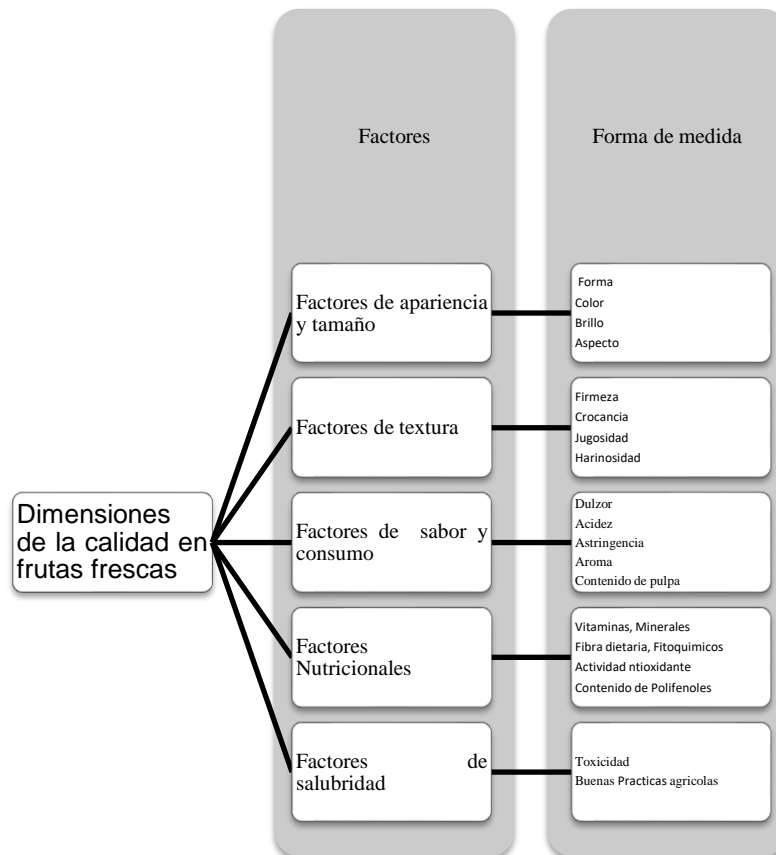 Factores
Forma de medida
Factores de apariencia
y tamaño
Forma
Color
Brillo
Aspecto
Factores de textura
Firmeza
Crocancia
Jugosidad
Harinosidad
Dimensiones
de la calidad en
frutas frescas
Factores de sabor y
consumo
Dulzor
Acidez
Astringencia
Aroma
Contenido de pulpa
Factores
Nutricionales
Vitaminas, Minerales
Fibra dietaria, Fitoquimicos
Actividad ntioxidante
Contenido de Polifenoles
Factores de
salubridad
Toxicidad
Buenas Practicas agricolas